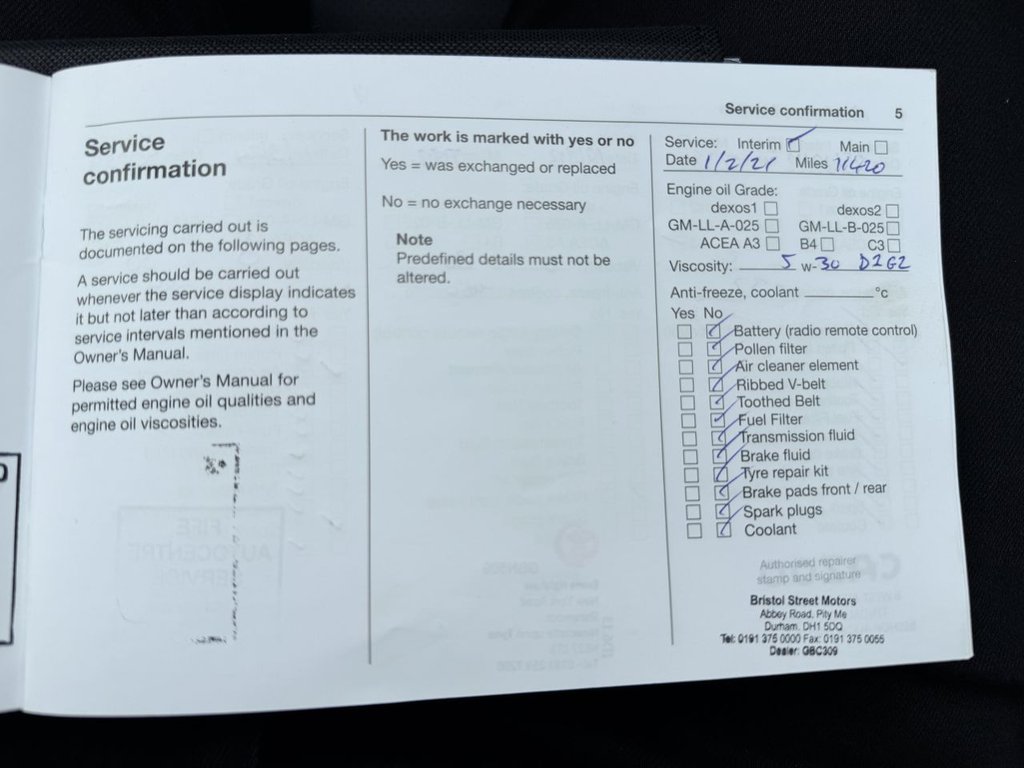 Service confirmation 5
Service
confirmation
The servicing carried out is
documented on the following pages.
A service should be carried out
whenever the service display indicates
it but not later than according to
service intervals mentioned in the
Owner's Manual.
Please see Owner's Manual for
permitted engine oil qualities and
engine oil viscosities.
The work is marked with yes or no
Yes = was exchanged or replaced
No = no exchange necessary
Note
Predefined details must not be
altered.
Service: Interim Main
Date 1/2/21 Miles 11420
Engine oil Grade:
dexos1 dexos2
GM-LL-A-025 GM-LL-B-025
ACEA A3 B4 C3
Viscosity: 5 w-30 D1G2
Anti-freeze, coolant °c
Yes No
Battery (radio remote control)
Pollen filter
Air cleaner element
Ribbed V-belt
Toothed Belt
Fuel Filter
Transmission fluid
Brake fluid
Tyre repair kit
Brake pads front / rear
Spark plugs
Coolant
Authorised repairer
stamp and signature
Bristol Street Motors
Abbey Road, Pity Me
Durham. DH1 5DQ
Tel: 0191 375 0000 Fax: 0191 375 0055
Dealer: GBC309